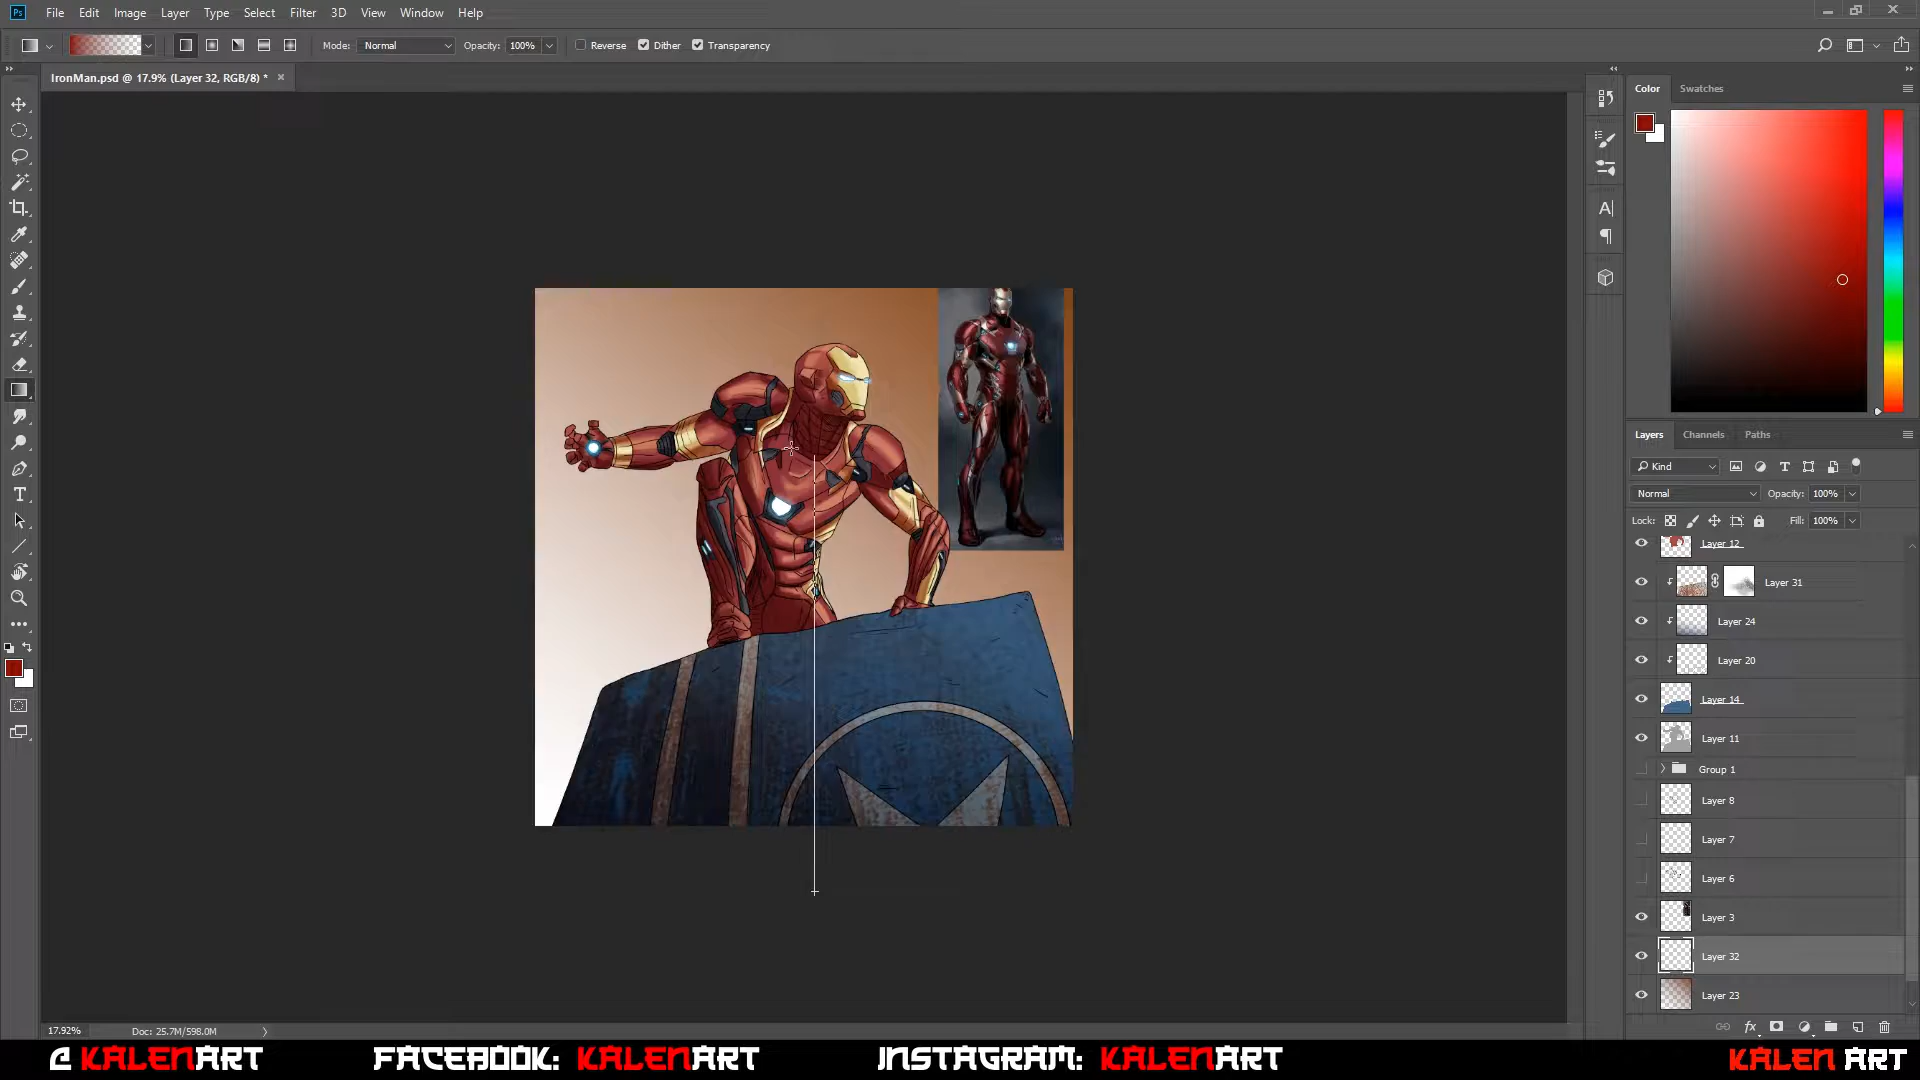 Ps File Edit Image Layer Type Select Filter 3D View Window Help
Mode: Normal Opacity: 100% Reverse Dither Transparency
IronMan.psd @ 17.9% (Layer 32, RGB/8) *
Color Swatches
Layers Channels Paths
Kind
Normal Opacity: 100%
Lock: Fill: 100%
Layer 12
Layer 31
Layer 24
Layer 20
Layer 14
Layer 11
Group 1
Layer 8
Layer 7
Layer 6
Layer 3
Layer 32
Layer 23
17.92% Doc: 25.7M/598.0M
@ KALENART FACEBOOK: KALENART INSTAGRAM: KALENART KALEN ART